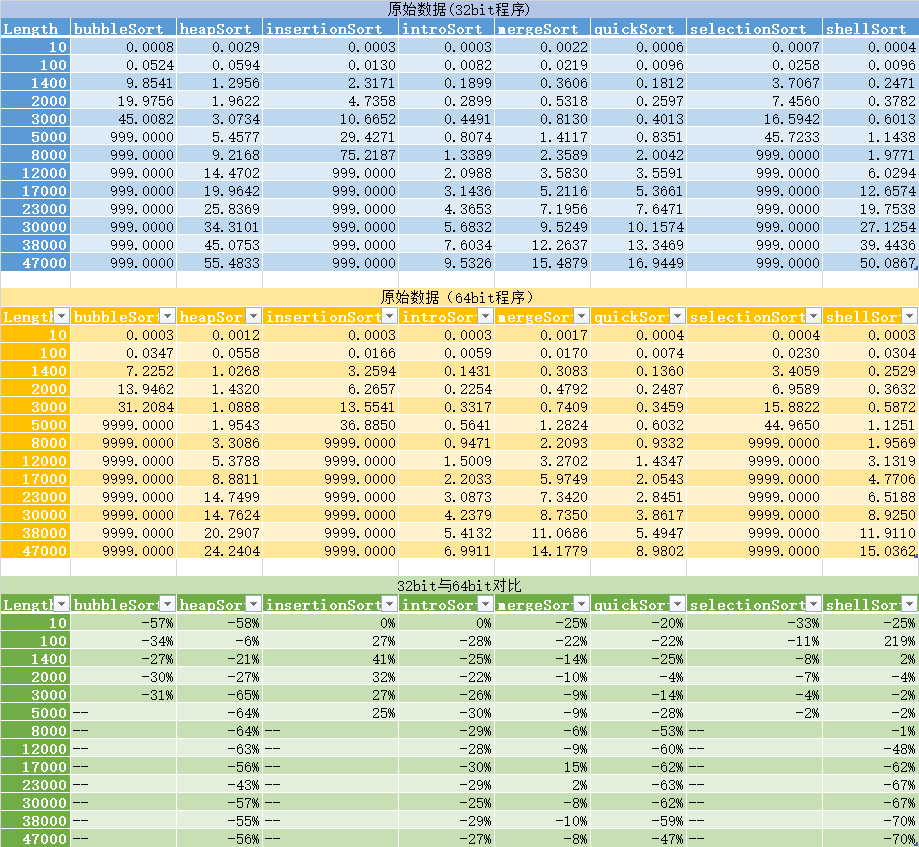 原始数据(32bit程序)
Length bubbleSort heapSort insertionSort introSort mergeSort quickSort selectionSort shellSort
10 0.0008 0.0029 0.0003 0.0003 0.0022 0.0006 0.0007 0.0004
100 0.0524 0.0594 0.0130 0.0082 0.0219 0.0096 0.0258 0.0096
1400 9.8541 1.2956 2.3171 0.1899 0.3606 0.1812 3.7067 0.2471
2000 19.9756 1.9622 4.7358 0.2899 0.5318 0.2597 7.4560 0.3782
3000 45.0082 3.0734 10.6652 0.4491 0.8130 0.4013 16.5942 0.6013
5000 999.0000 5.4577 29.4271 0.8074 1.4117 0.8351 45.7233 1.1438
8000 999.0000 9.2168 75.2187 1.3389 2.3589 2.0042 999.0000 1.9771
12000 999.0000 14.4702 999.0000 2.0988 3.5830 3.5591 999.0000 6.0294
17000 999.0000 19.9642 999.0000 3.1436 5.2116 5.3661 999.0000 12.6574
23000 999.0000 25.8369 999.0000 4.3653 7.1956 7.6471 999.0000 19.7538
30000 999.0000 34.3101 999.0000 5.6832 9.5249 10.1574 999.0000 27.1254
38000 999.0000 45.0753 999.0000 7.6034 12.2637 13.3469 999.0000 39.4436
47000 999.0000 55.4833 999.0000 9.5326 15.4879 16.9449 999.0000 50.0867
原始数据（64bit程序）
Length bubbleSort heapSort insertionSort introSort mergeSort quickSort selectionSort shellSort
10 0.0003 0.0012 0.0003 0.0003 0.0017 0.0004 0.0004 0.0003
100 0.0347 0.0558 0.0166 0.0059 0.0170 0.0074 0.0230 0.0304
1400 7.2252 1.0268 3.2594 0.1431 0.3083 0.1360 3.4059 0.2529
2000 13.9462 1.4320 6.2657 0.2254 0.4792 0.2487 6.9589 0.3632
3000 31.2084 1.0888 13.5541 0.3317 0.7409 0.3459 15.8822 0.5872
5000 9999.0000 1.9543 36.8850 0.5641 1.2824 0.6032 44.9650 1.1251
8000 9999.0000 3.3086 9999.0000 0.9471 2.2093 0.9332 9999.0000 1.9569
12000 9999.0000 5.3788 9999.0000 1.5009 3.2702 1.4347 9999.0000 3.1319
17000 9999.0000 8.8811 9999.0000 2.2033 5.9749 2.0543 9999.0000 4.7706
23000 9999.0000 14.7499 9999.0000 3.0873 7.3420 2.8451 9999.0000 6.5188
30000 9999.0000 14.7624 9999.0000 4.2379 8.7350 3.8617 9999.0000 8.9250
38000 9999.0000 20.2907 9999.0000 5.4132 11.0686 5.4947 9999.0000 11.9110
47000 9999.0000 24.2404 9999.0000 6.9911 14.1779 8.9802 9999.0000 15.0362
32bit与64bit对比
Length bubbleSort heapSort insertionSort introSort mergeSort quickSort selectionSort shellSort
10 -57% -58% 0% 0% -25% -20% -33% -25%
100 -34% -6% 27% -28% -22% -22% -11% 219%
1400 -27% -21% 41% -25% -14% -25% -8% 2%
2000 -30% -27% 32% -22% -10% -4% -7% -4%
3000 -31% -65% 27% -26% -9% -14% -4% -2%
5000 -- -64% 25% -30% -9% -28% -2% -2%
8000 -- -64% -- -29% -6% -53% -- -1%
12000 -- -63% -- -28% -9% -60% -- -48%
17000 -- -56% -- -30% 15% -62% -- -62%
23000 -- -43% -- -29% 2% -63% -- -67%
30000 -- -57% -- -25% -8% -62% -- -67%
38000 -- -55% -- -29% -10% -59% -- -70%
47000 -- -56% -- -27% -8% -47% -- -70%